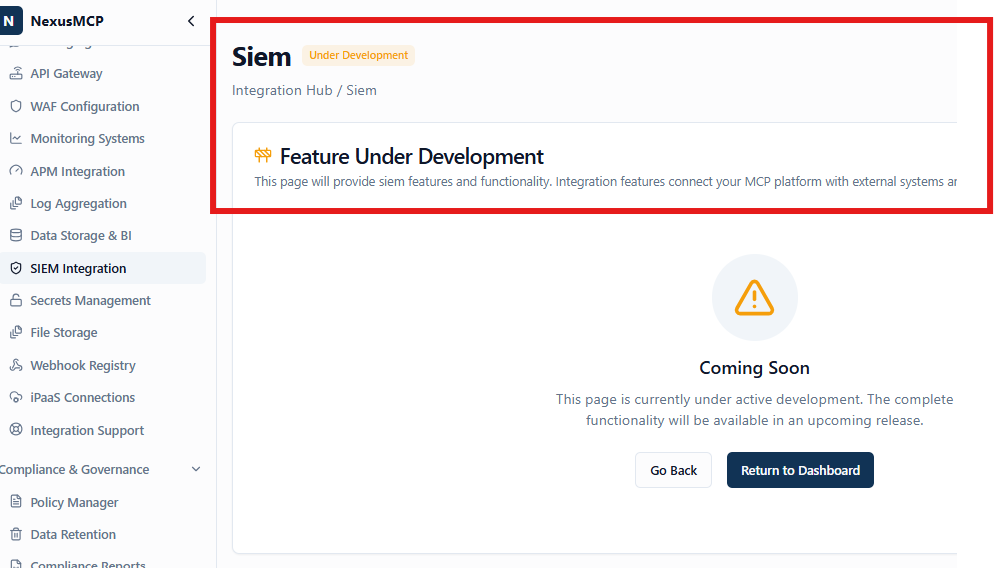 N NexusMCP
API Gateway
WAF Configuration
Monitoring Systems
APM Integration
Log Aggregation
Data Storage & BI
SIEM Integration
Secrets Management
File Storage
Webhook Registry
iPaaS Connections
Integration Support
Compliance & Governance
Policy Manager
Data Retention
Compliance Reports
Siem Under Development
Integration Hub / Siem
Feature Under Development
This page will provide siem features and functionality. Integration features connect your MCP platform with external systems
Coming Soon
This page is currently under active development. The complete
functionality will be available in an upcoming release.
Go Back Return to Dashboard